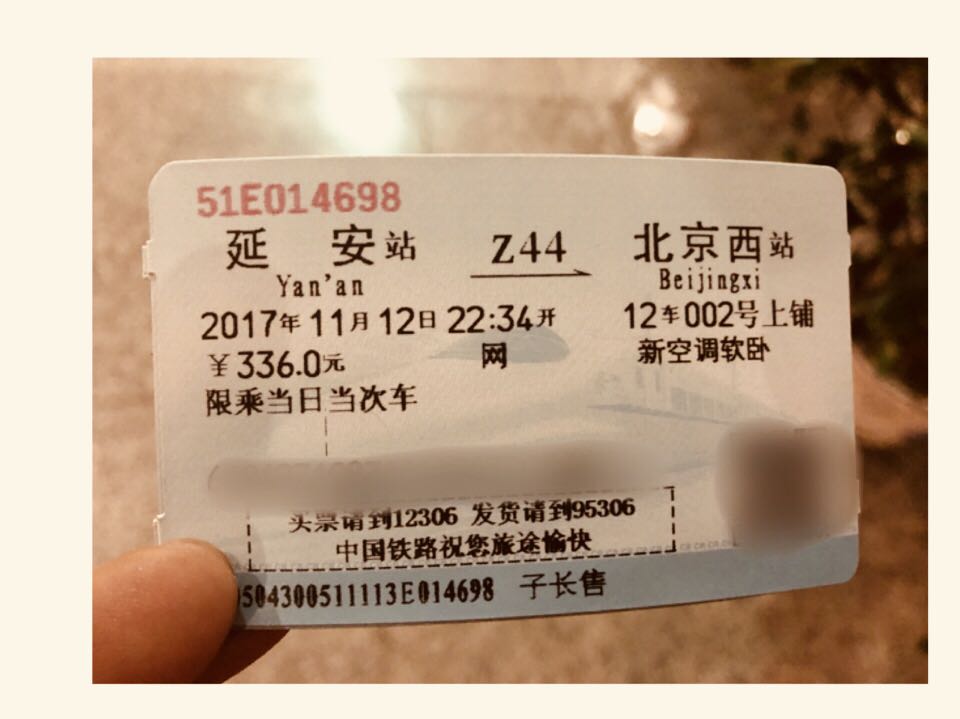 51E014698
延 安站 Z44 北京西站
Yan'an Beijingxi
2017年11月12日22:34开 12车002号上铺
¥336.0元 网 新空调软卧
限乘当日当次车
买票请到12306 发货请到95306
中国铁路祝您旅途愉快
504300511113E014698 子长售